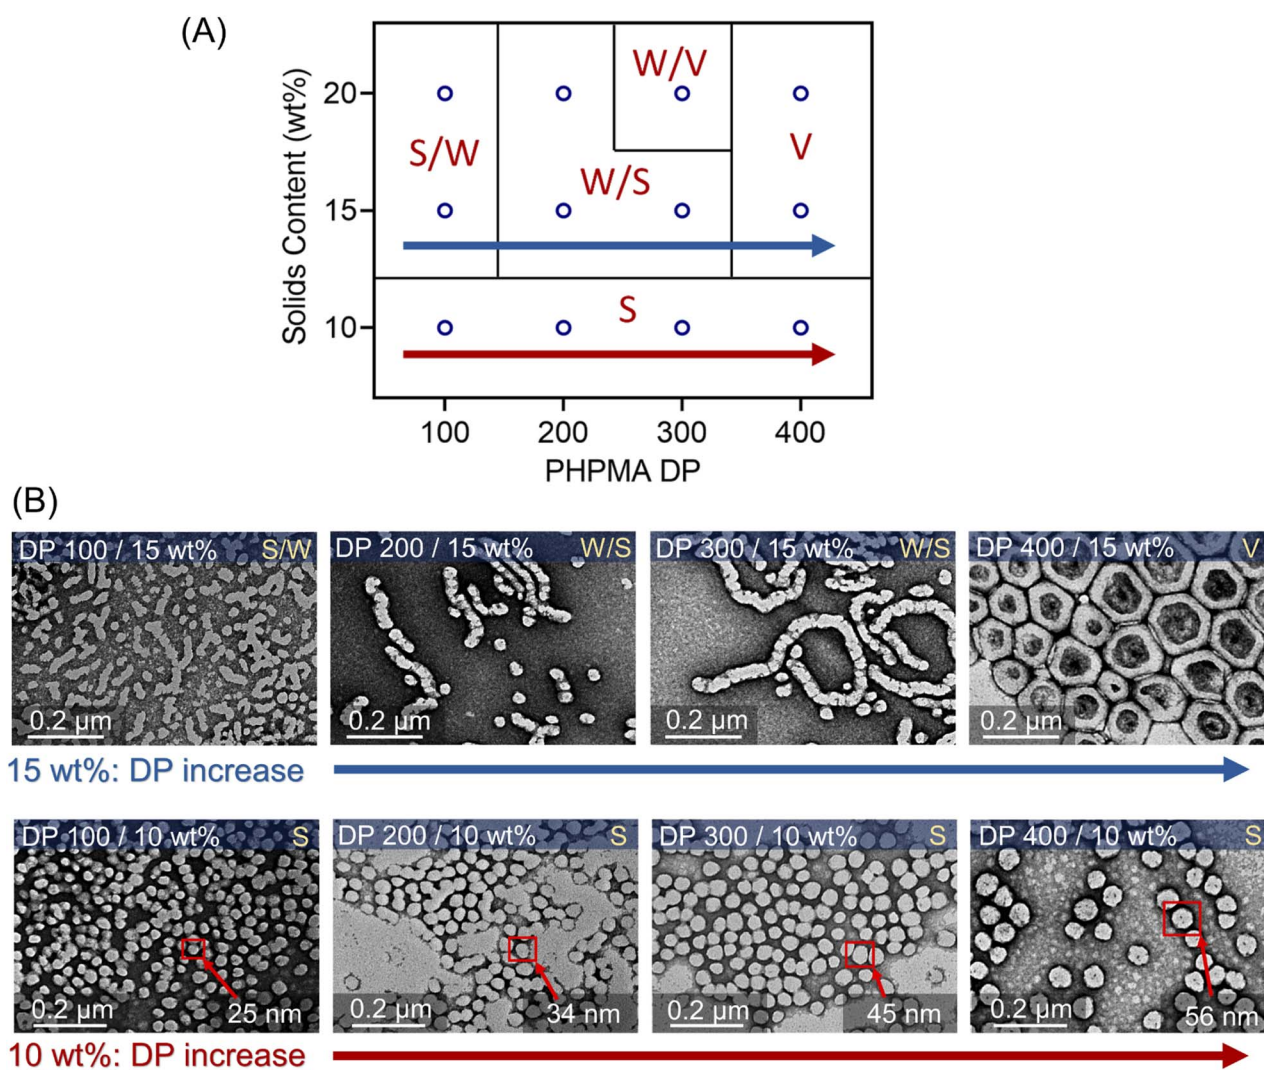 (A)
Solids Content (wt%)
20
15
10
S/W
W/S
W/V
V
S
100 200 300 400
PHPMA DP
(B)
DP 100 / 15 wt% S/W
0.2 µm
DP 200 / 15 wt% W/S
0.2 µm
DP 300 / 15 wt% W/S
0.2 µm
DP 400 / 15 wt% V
0.2 µm
15 wt%: DP increase
DP 100 / 10 wt% S
0.2 µm 25 nm
DP 200 / 10 wt% S
0.2 µm 34 nm
DP 300 / 10 wt% S
0.2 µm 45 nm
DP 400 / 10 wt% S
0.2 µm 56 nm
10 wt%: DP increase